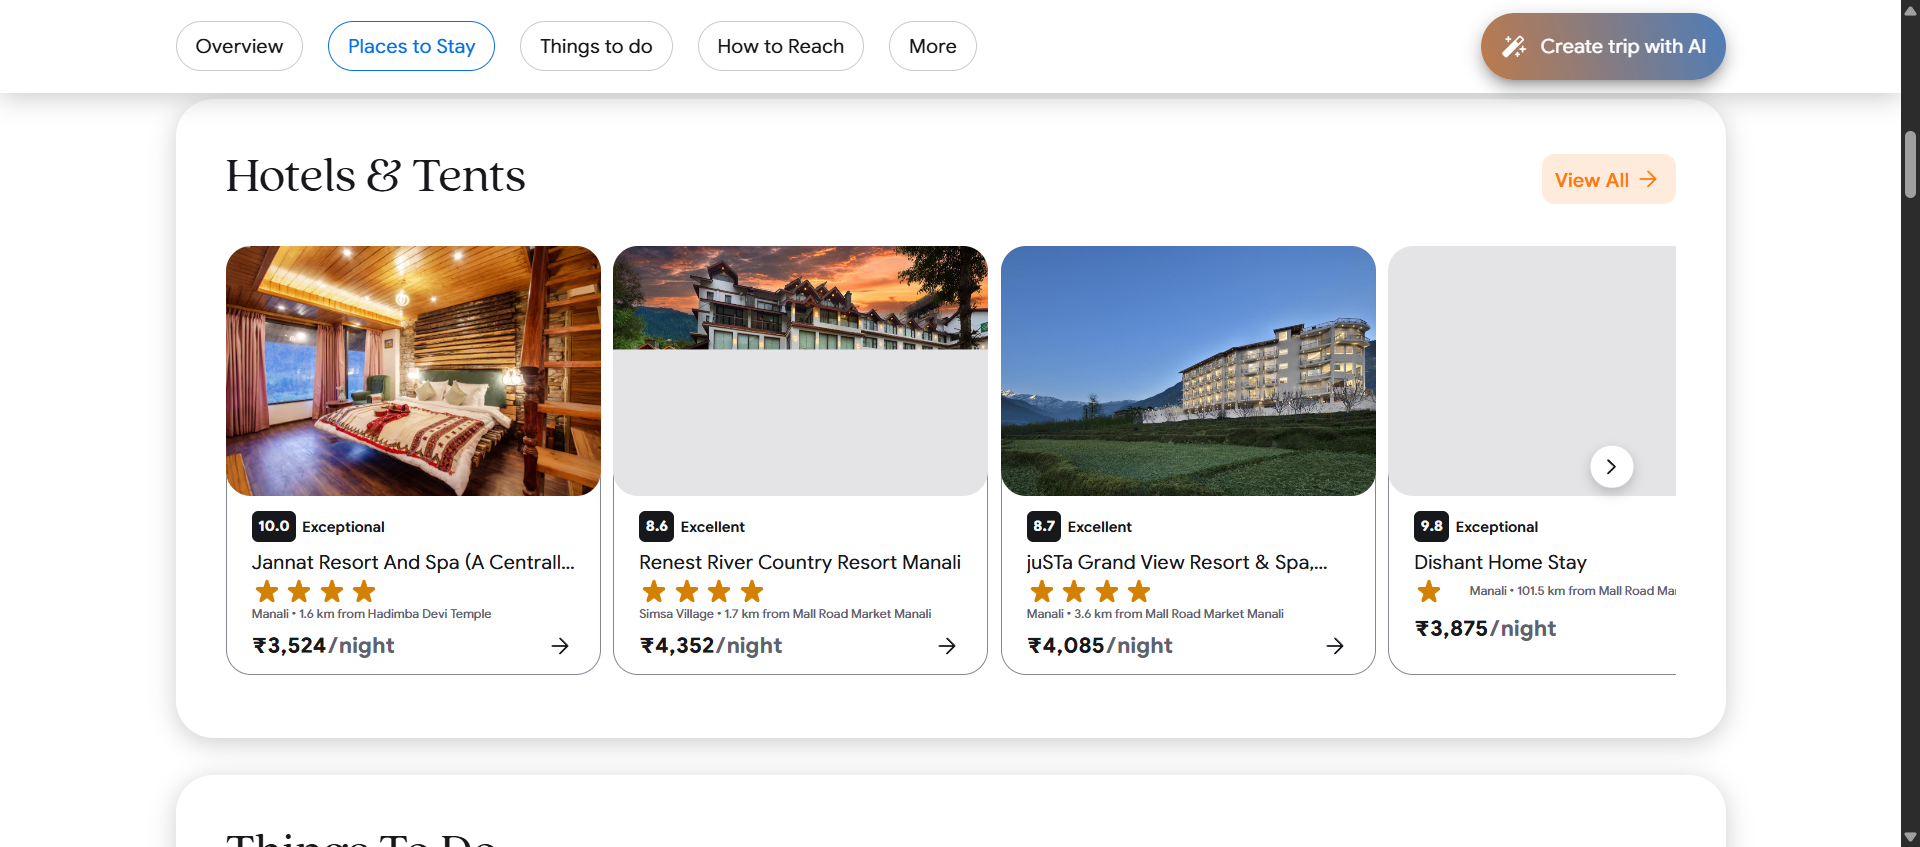 Overview
Places to Stay
Things to do
How to Reach
More
Create trip with AI
Hotels & Tents
View All
10.0 Exceptional
Jannat Resort And Spa (A Centrall...
Manali • 1.6 km from Hadimba Devi Temple
₹3,524/night
8.6 Excellent
Renest River Country Resort Manali
Simsa Village • 1.7 km from Mall Road Market Manali
₹4,352/night
8.7 Excellent
juSTa Grand View Resort & Spa,...
Manali • 3.6 km from Mall Road Market Manali
₹4,085/night
9.8 Exceptional
Dishant Home Stay
Manali • 101.5 km from Mall Road Mar
₹3,875/night
Things To Do